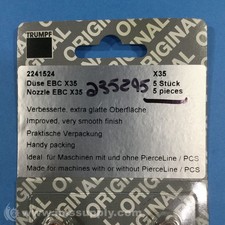 ORIGINAL ORIGINAL
TRUMPF
2241524 X35
Düse EBC X35 5 Stück
Nozzle EBC X35 5 pieces
235295
Verbesserte, extra glatte Oberfläche
Improved, very smooth finish
Praktische Verpackung
Handy packing
Ideal für Maschinen mit und ohne PierceLine / PCS
Made for machines with or without PierceLine / PCS
ORIGINAL